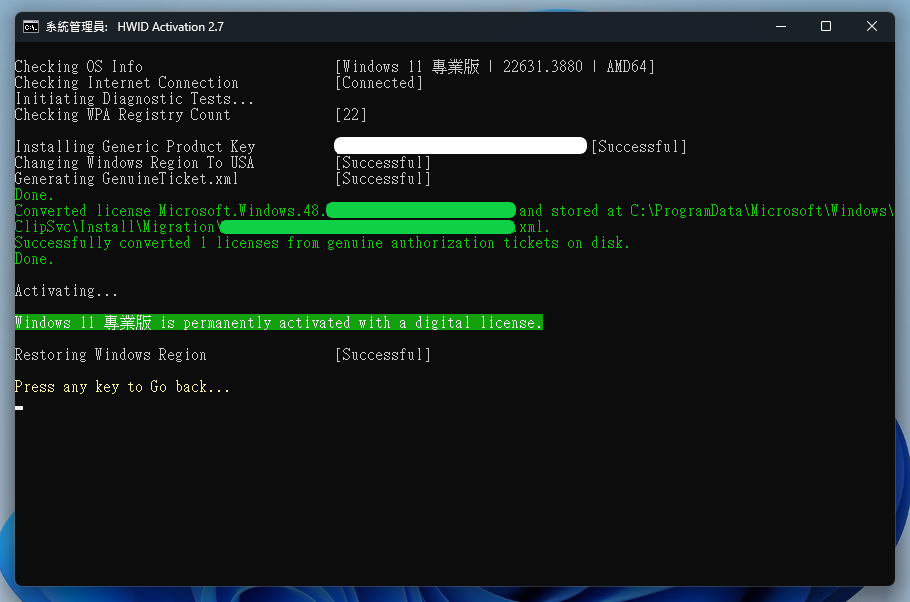 系統管理員: HWID Activation 2.7
Checking OS Info [Windows 11 專業版 | 22631.3880 | AMD64]
Checking Internet Connection [Connected]
Initiating Diagnostic Tests...
Checking WPA Registry Count [22]
Installing Generic Product Key [Successful]
Changing Windows Region To USA [Successful]
Generating GenuineTicket.xml [Successful]
Done.
Converted license Microsoft.Windows.48. and stored at C:\ProgramData\Microsoft\Windows\
ClipSvc\Install\Migration\ .xml.
Successfully converted 1 licenses from genuine authorization tickets on disk.
Done.
Activating...
Windows 11 專業版 is permanently activated with a digital license.
Restoring Windows Region [Successful]
Press any key to Go back...